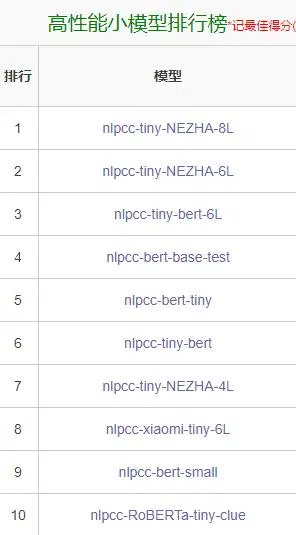 高性能小模型排行榜*记最佳得分(
排行 模型
1 nlpcc-tiny-NEZHA-8L
2 nlpcc-tiny-NEZHA-6L
3 nlpcc-tiny-bert-6L
4 nlpcc-bert-base-test
5 nlpcc-bert-tiny
6 nlpcc-tiny-bert
7 nlpcc-tiny-NEZHA-4L
8 nlpcc-xiaomi-tiny-6L
9 nlpcc-bert-small
10 nlpcc-RoBERTa-tiny-clue